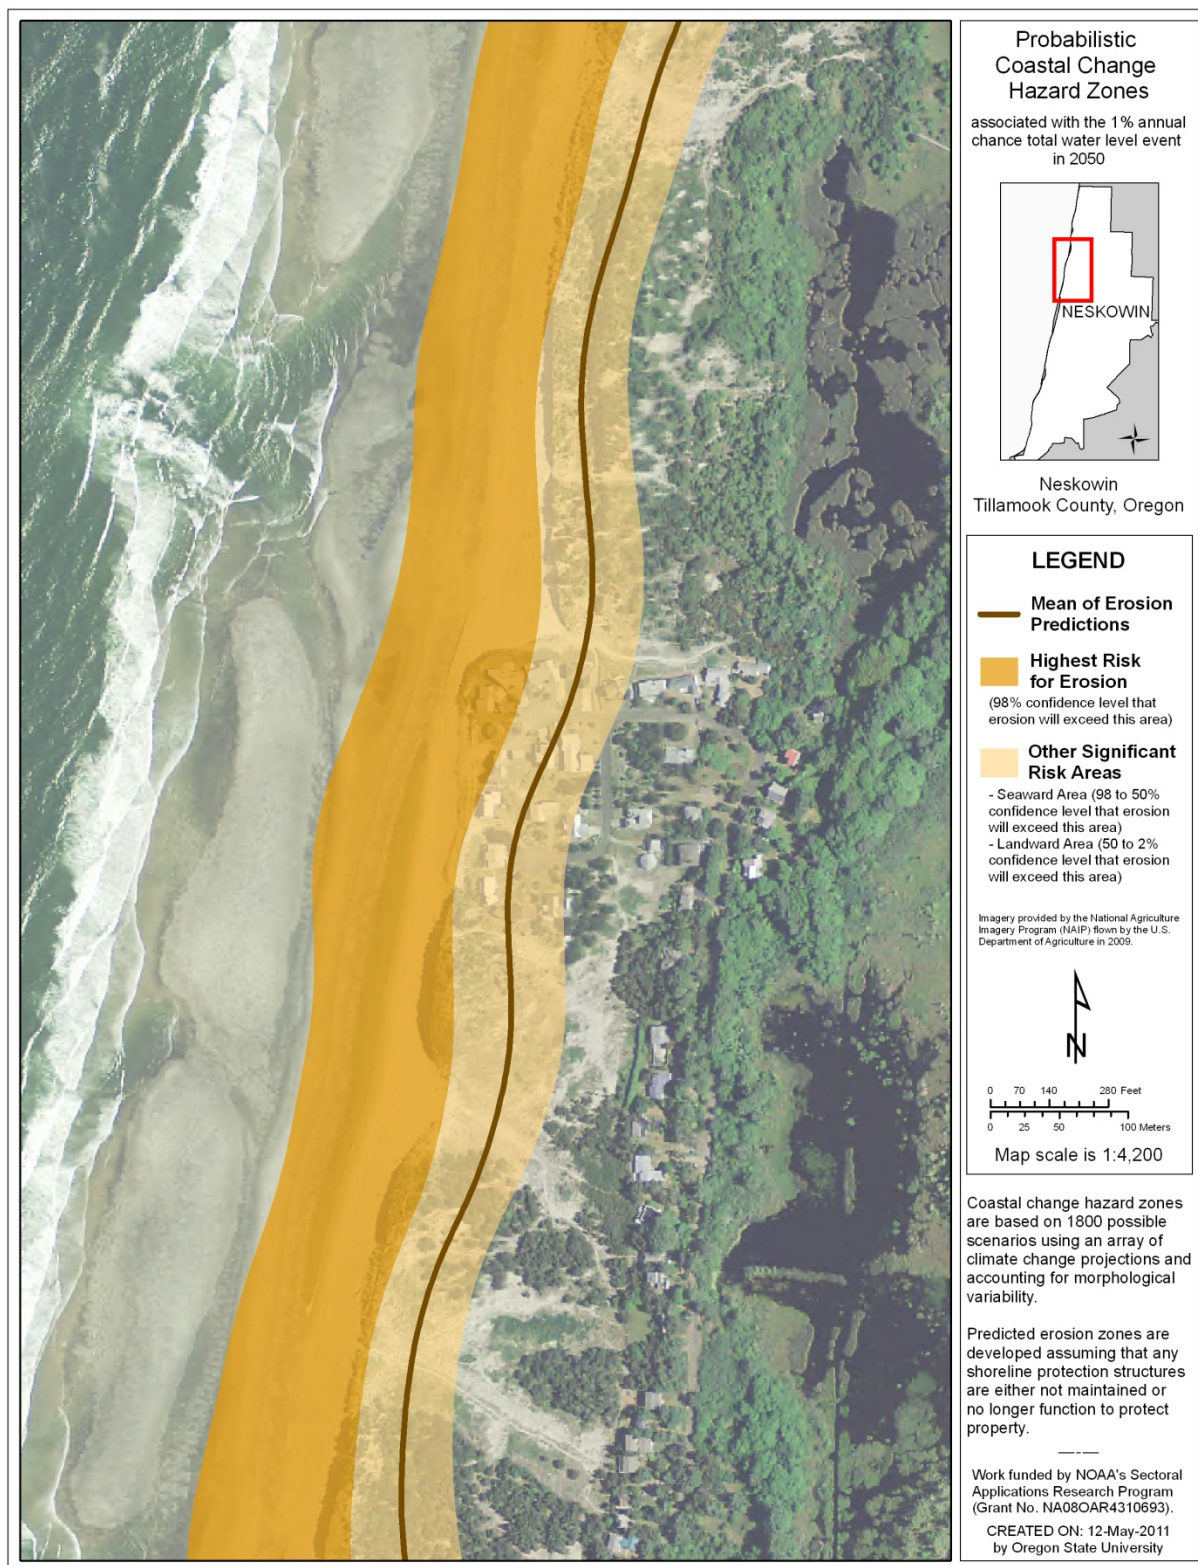 Probabilistic
Coastal Change
Hazard Zones
associated with the 1% annual
chance total water level event
in 2050
NESKOWIN
Neskowin
Tillamook County, Oregon
LEGEND
Mean of Erosion
Predictions
Highest Risk
for Erosion
(98% confidence level that
erosion will exceed this area)
Other Significant
Risk Areas
- Seaward Area (98 to 50%
confidence level that erosion
will exceed this area)
- Landward Area (50 to 2%
confidence level that erosion
will exceed this area)
Imagery provided by the National Agriculture
Imagery Program (NAIP) flown by the U.S.
Department of Agriculture in 2009.
N
0 70 140 280 Feet
0 25 50 100 Meters
Map scale is 1:4,200
Coastal change hazard zones
are based on 1800 possible
scenarios using an array of
climate change projections and
accounting for morphological
variability.
Predicted erosion zones are
developed assuming that any
shoreline protection structures
are either not maintained or
no longer function to protect
property.
Work funded by NOAA's Sectoral
Applications Research Program
(Grant No. NA08OAR4310693).
CREATED ON: 12-May-2011
by Oregon State University